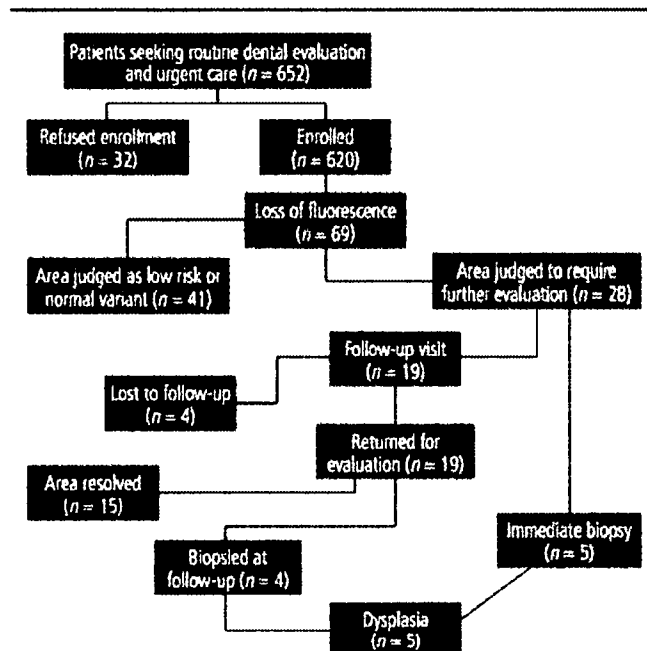 Patients seeking routine dental evaluation
and urgent care (n = 652)
Refused enrollment
(n = 32)
Enrolled
(n = 620)
Loss of fluorescence
(n = 69)
Area judged as low risk or
normal variant (n = 41)
Area judged to require
further evaluation (n = 28)
Follow-up visit
(n = 19)
Lost to follow-up
(n = 4)
Returned for
evaluation (n = 19)
Area resolved
(n = 15)
Immediate biopsy
(n = 5)
Biopsied at
follow-up (n = 4)
Dysplasia
(n = 5)